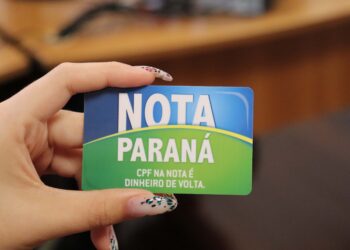 NOTA
PARANÁ
CPF NA NOTA É
DINHEIRO DE VOLTA.